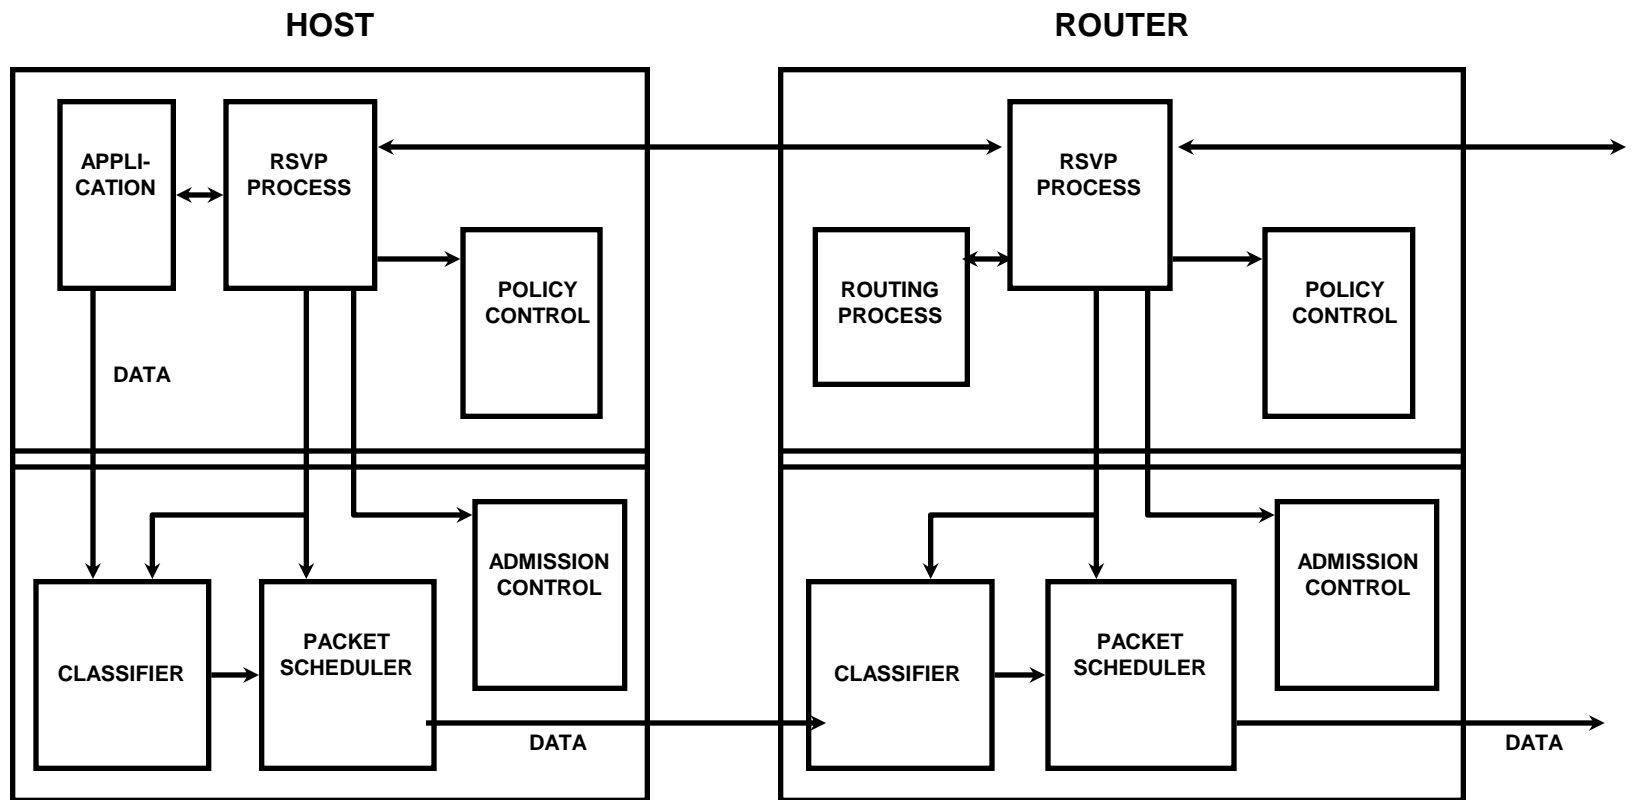 HOST
ROUTER
APPLI-
CATION
RSVP
PROCESS
POLICY
CONTROL
DATA
ADMISSION
CONTROL
CLASSIFIER
PACKET
SCHEDULER
DATA
RSVP
PROCESS
ROUTING
PROCESS
POLICY
CONTROL
ADMISSION
CONTROL
CLASSIFIER
PACKET
SCHEDULER
DATA